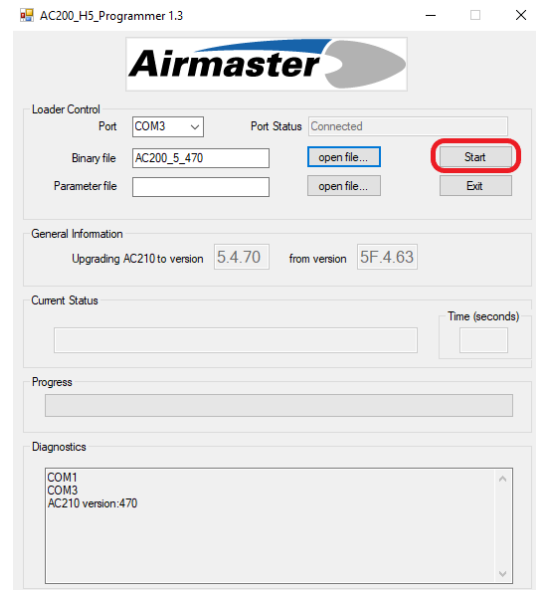 AC200_H5_Programmer 1.3
Airmaster
Loader Control
Port COM3 Port Status Connected
Binary file AC200_5_470 open file... Start
Parameter file open file... Exit
General Information
Upgrading AC210 to version 5.4.70 from version 5F.4.63
Current Status
Time (seconds)
Progress
Diagnostics
COM1
COM3
AC210 version:470